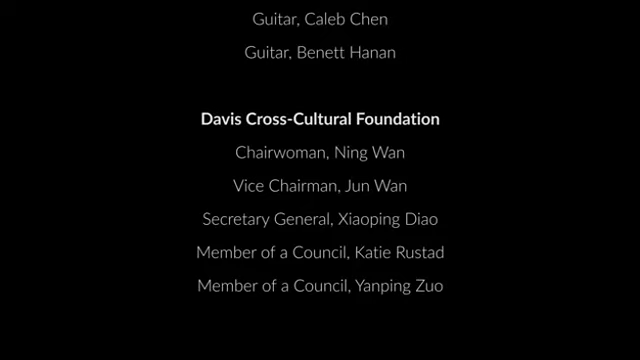 Guitar, Caleb Chen
Guitar, Benett Hanan
Davis Cross-Cultural Foundation
Chairwoman, Ning Wan
Vice Chairman, Jun Wan
Secretary General, Xiaoping Diao
Member of a Council, Katie Rustad
Member of a Council, Yanping Zuo